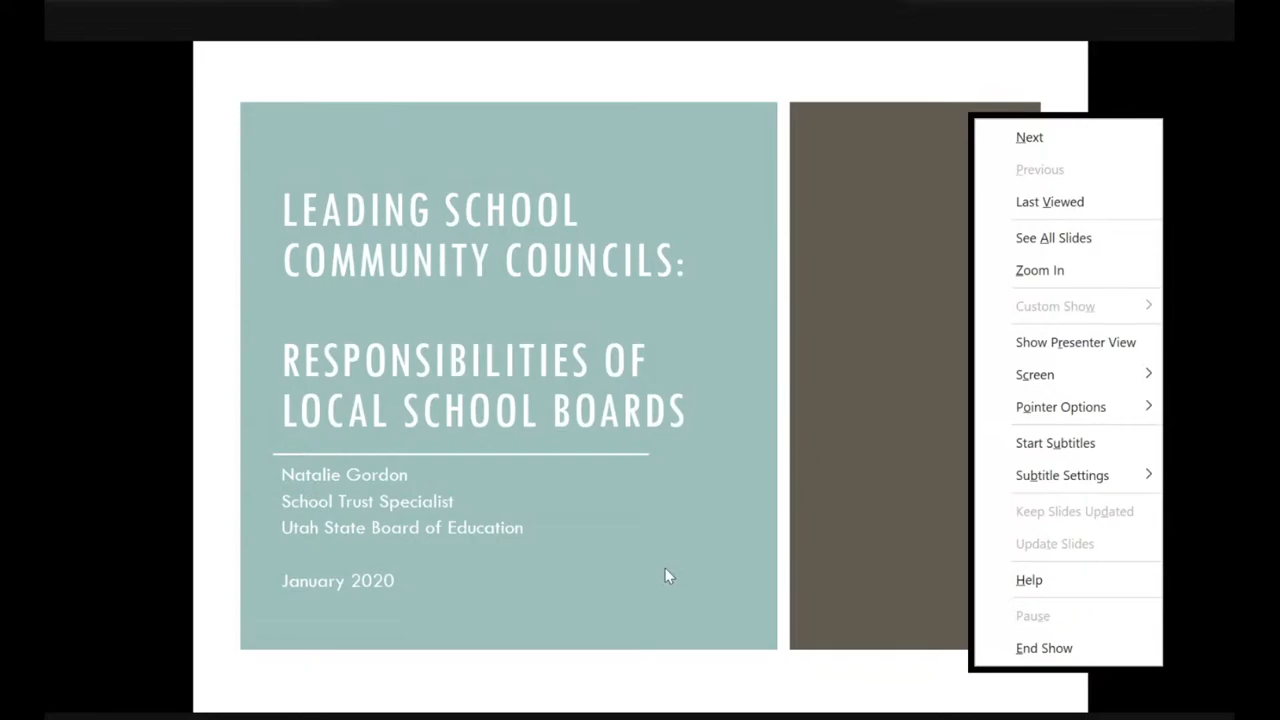 LEADING SCHOOL
COMMUNITY COUNCILS:
RESPONSIBILITIES OF
LOCAL SCHOOL BOARDS
Natalie Gordon
School Trust Specialist
Utah State Board of Education
January 2020
Next
Previous
Last Viewed
See All Slides
Zoom In
Custom Show
Show Presenter View
Screen
Pointer Options
Start Subtitles
Subtitle Settings
Keep Slides Updated
Update Slides
Help
Pause
End Show